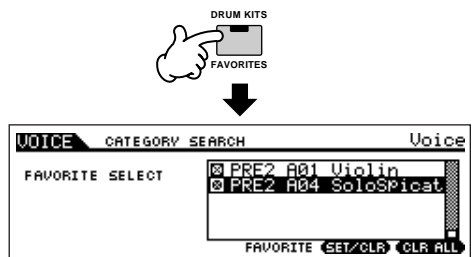 DRUM KITS
FAVORITES
VOICE CATEGORY SEARCH Voice
FAVORITE SELECT
PRE2 A01 Violin
PRE2 A04 SoloSpicat
FAVORITE SET/CLR CLR ALL